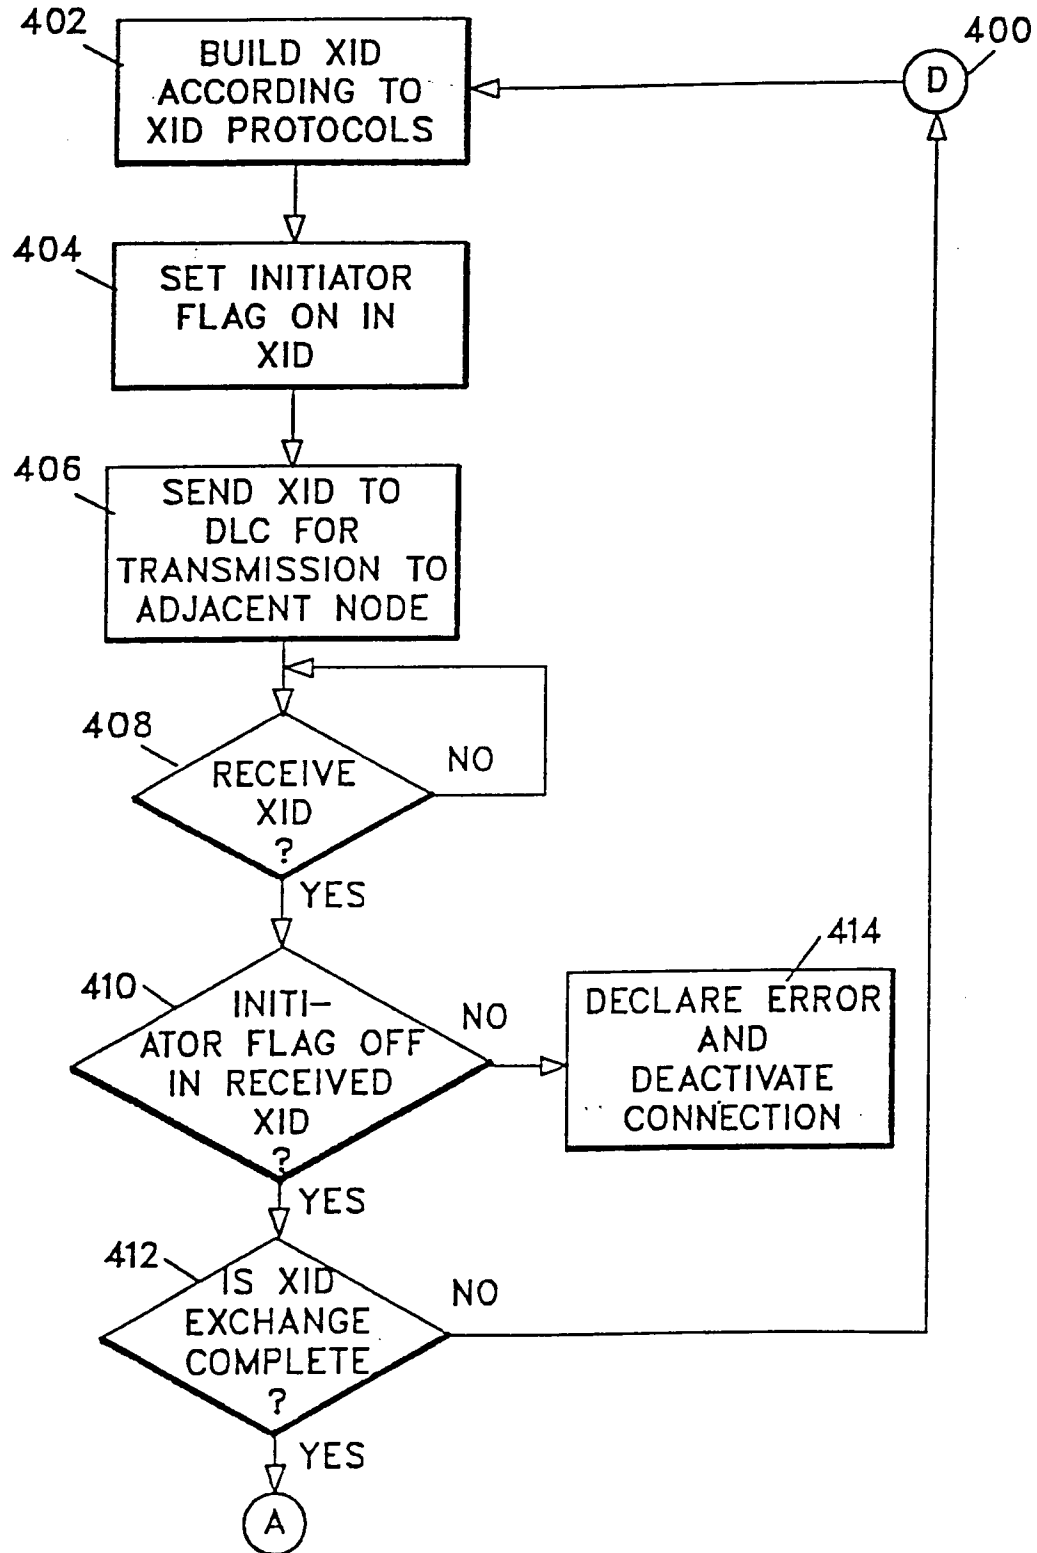 402
BUILD XID
ACCORDING TO
XID PROTOCOLS
400
D
404
SET INITIATOR
FLAG ON IN
XID
406
SEND XID TO
DLC FOR
TRANSMISSION TO
ADJACENT NODE
408
RECEIVE
XID
?
NO
YES
410
INITI-
ATOR FLAG OFF
IN RECEIVED
XID
?
NO
414
DECLARE ERROR
AND
DEACTIVATE
CONNECTION
YES
412
IS XID
EXCHANGE
COMPLETE
?
NO
YES
A